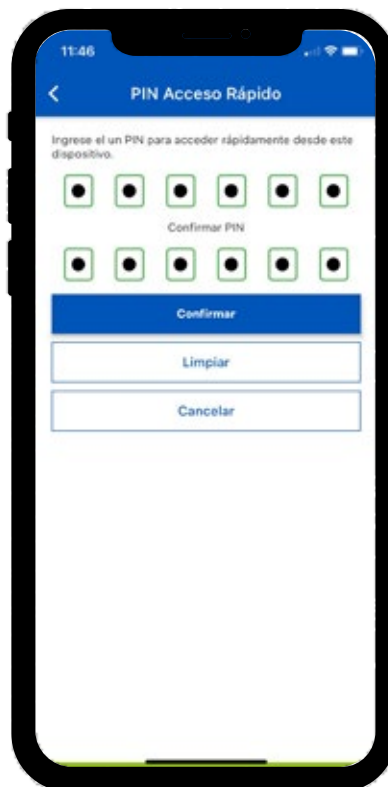 11:46
PIN Acceso Rápido
Ingrese el un PIN para acceder rápidamente desde este
dispositivo.
Confirmar PIN
Confirmar
Limpiar
Cancelar